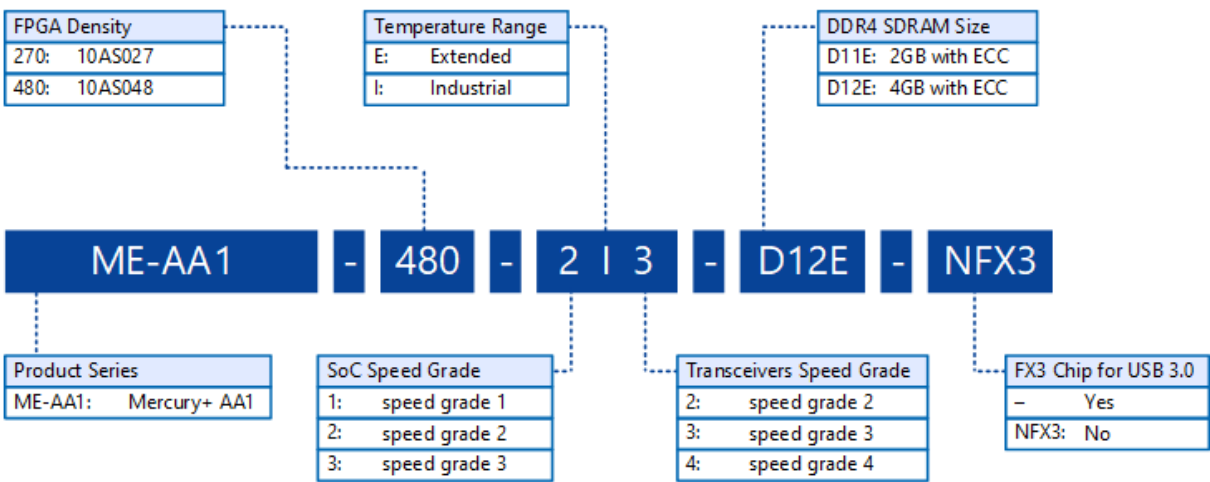 FPGA Density
270: 10AS027
480: 10AS048
Temperature Range
E: Extended
I: Industrial
DDR4 SDRAM Size
D11E: 2GB with ECC
D12E: 4GB with ECC
ME-AA1 - 480 - 2 I 3 - D12E - NFX3
Product Series
ME-AA1: Mercury+ AA1
SoC Speed Grade
1: speed grade 1
2: speed grade 2
3: speed grade 3
Transceivers Speed Grade
2: speed grade 2
3: speed grade 3
4: speed grade 4
FX3 Chip for USB 3.0
– Yes
NFX3: No